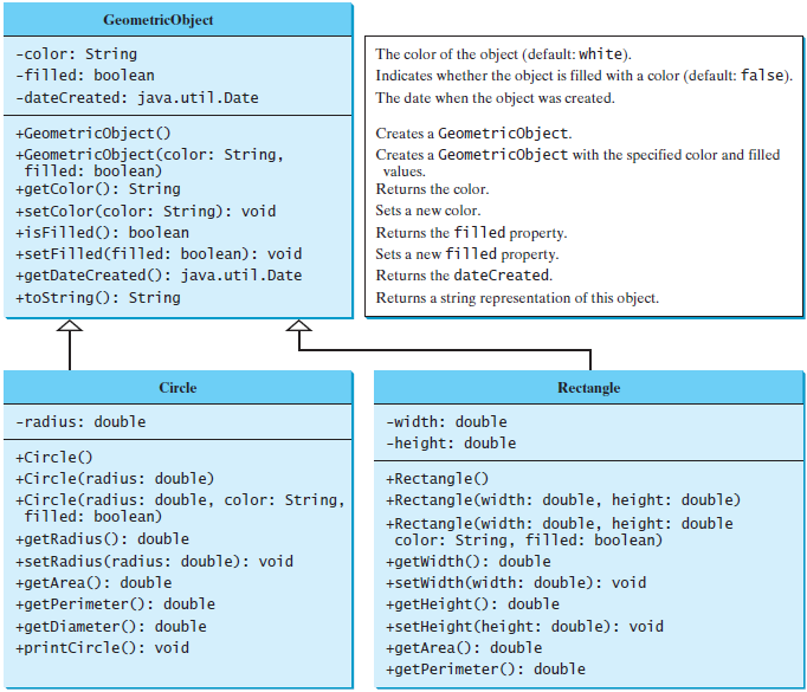 GeometricObject
-color: String
-filled: boolean
-dateCreated: java.util.Date
+GeometricObject()
+GeometricObject(color: String,
filled: boolean)
+getColor(): String
+setColor(color: String): void
+isFilled(): boolean
+setFilled(filled: boolean): void
+getDateCreated(): java.util.Date
+toString(): String
The color of the object (default: white).
Indicates whether the object is filled with a color (default: false).
The date when the object was created.
Creates a GeometricObject.
Creates a GeometricObject with the specified color and filled
values.
Returns the color.
Sets a new color.
Returns the filled property.
Sets a new filled property.
Returns the dateCreated.
Returns a string representation of this object.
Circle
-radius: double
+Circle()
+Circle(radius: double)
+Circle(radius: double, color: String,
filled: boolean)
+getRadius(): double
+setRadius(radius: double): void
+getArea(): double
+getPerimeter(): double
+getDiameter(): double
+printCircle(): void
Rectangle
-width: double
-height: double
+Rectangle()
+Rectangle(width: double, height: double)
+Rectangle(width: double, height: double
color: String, filled: boolean)
+getWidth(): double
+setWidth(width: double): void
+getHeight(): double
+setHeight(height: double): void
+getArea(): double
+getPerimeter(): double